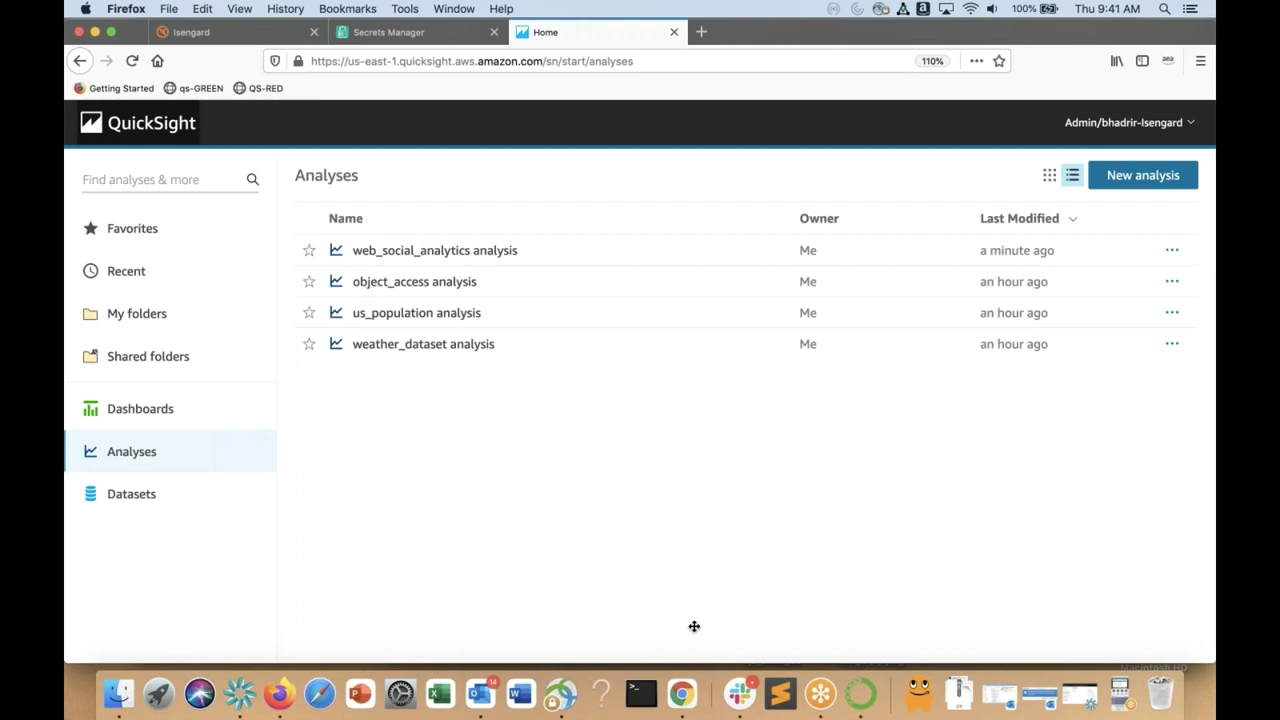 Firefox File Edit View History Bookmarks Tools Window Help 100% Thu 9:41 AM
Isengard Secrets Manager Home
https://us-east-1.quicksight.aws.amazon.com/sn/start/analyses 110%
Getting Started qs-GREEN QS-RED
QuickSight Admin/bhadrir-Isengard
Find analyses & more Analyses New analysis
Name Owner Last Modified
Favorites
web_social_analytics analysis Me a minute ago
Recent
object_access analysis Me an hour ago
My folders
us_population analysis Me an hour ago
Shared folders
weather_dataset analysis Me an hour ago
Dashboards
Analyses
Datasets
Macintosh HD
14